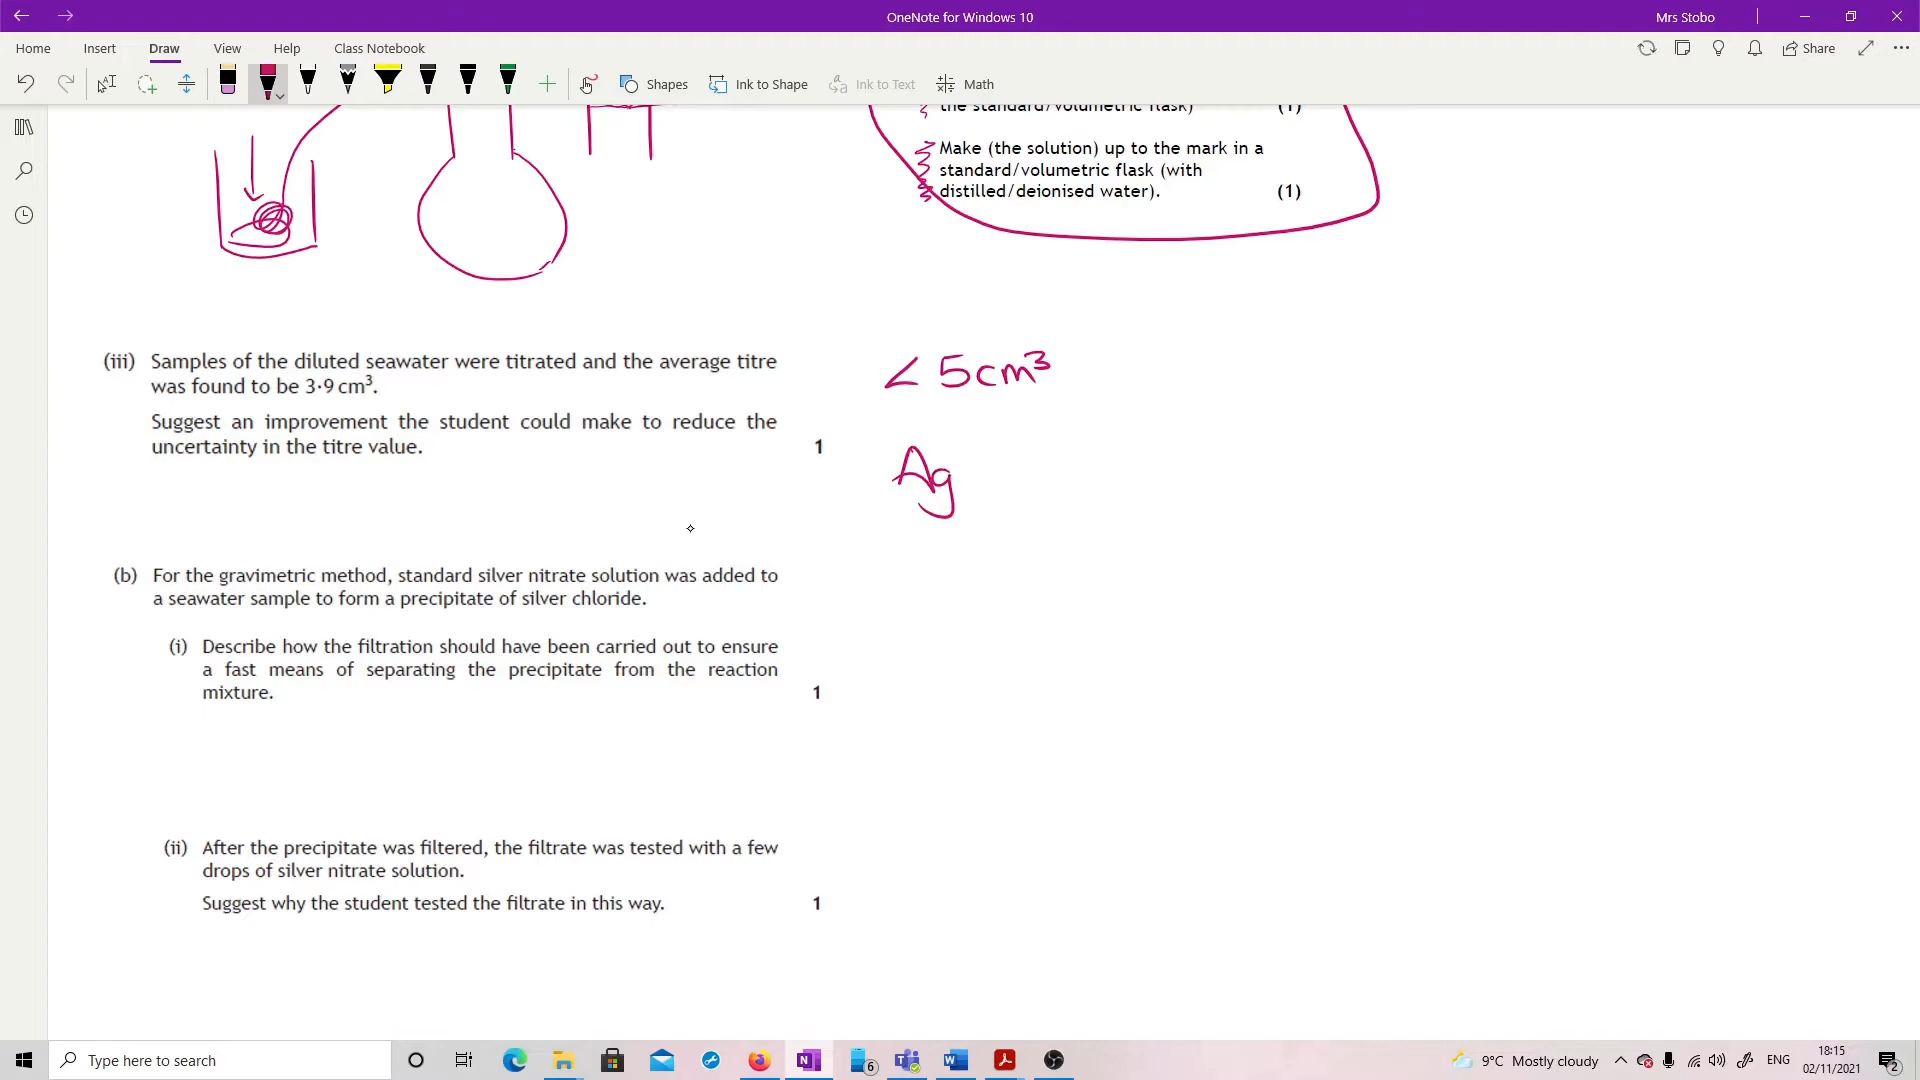 OneNote for Windows 10
Mrs Stobo
Home Insert Draw View Help Class Notebook
Share
Shapes Ink to Shape Ink to Text Math
the standard/volumetric flask) (1)
Make (the solution) up to the mark in a
standard/volumetric flask (with
distilled/deionised water). (1)
(iii) Samples of the diluted seawater were titrated and the average titre
was found to be 3·9 cm³.
< 5cm³
Suggest an improvement the student could make to reduce the
uncertainty in the titre value. 1
Ag
(b) For the gravimetric method, standard silver nitrate solution was added to
a seawater sample to form a precipitate of silver chloride.
(i) Describe how the filtration should have been carried out to ensure
a fast means of separating the precipitate from the reaction
mixture. 1
(ii) After the precipitate was filtered, the filtrate was tested with a few
drops of silver nitrate solution.
Suggest why the student tested the filtrate in this way. 1
Type here to search
6
9°C Mostly cloudy
ENG
18:15
02/11/2021
2